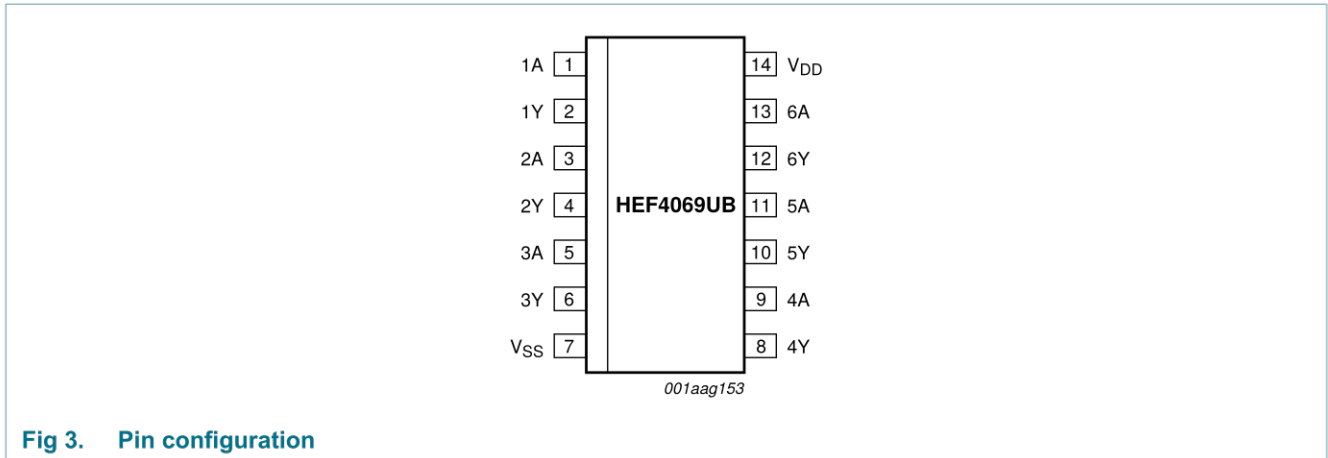 1A 1 14 VDD
1Y 2 13 6A
2A 3 12 6Y
2Y 4 HEF4069UB 11 5A
3A 5 10 5Y
3Y 6 9 4A
VSS 7 8 4Y
001aag153
Fig 3. Pin configuration